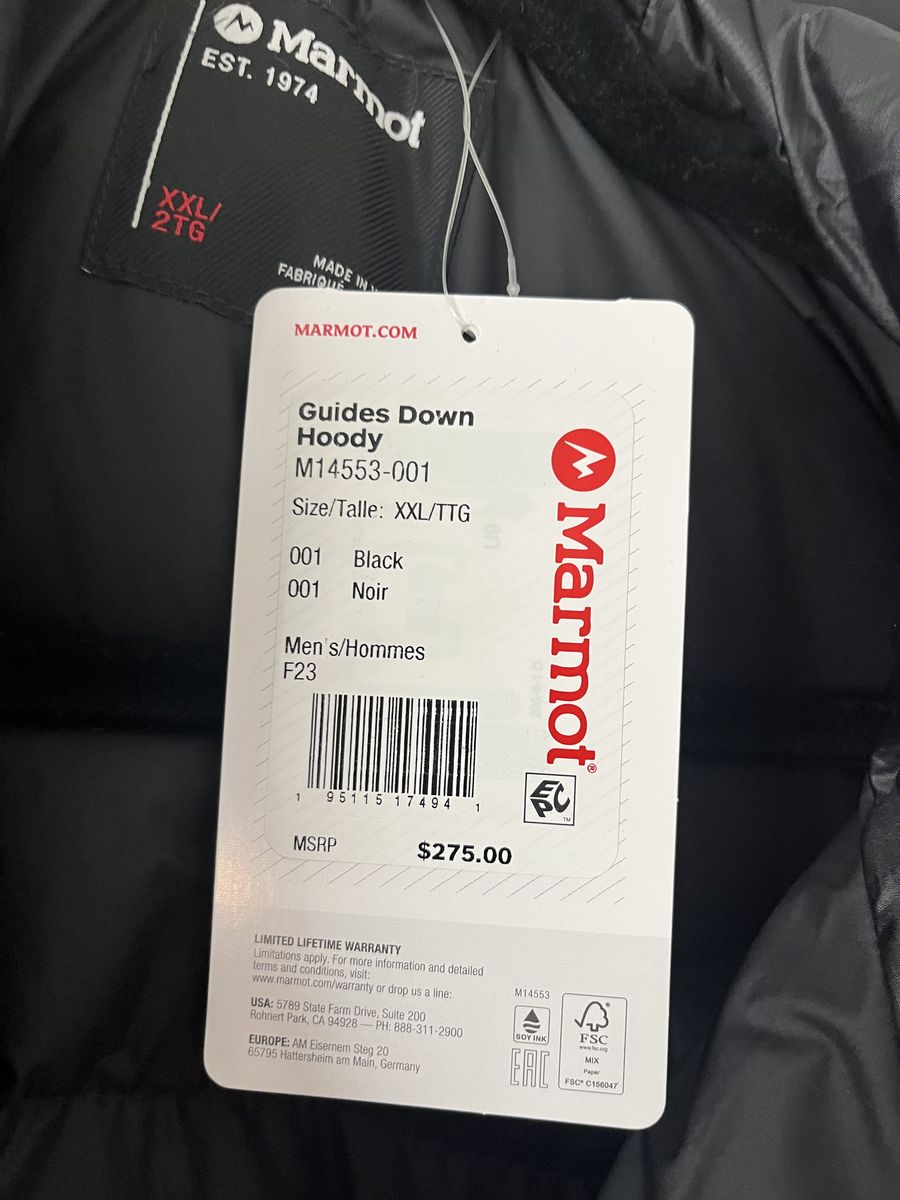 Marmot
EST. 1974
XXL/
2TG
MADE IN
MARMOT.COM
Guides Down
Hoody
M14553-001
Size/Talle: XXL/TTG
001 Black
001 Noir
Men's/Hommes
F23
1 95115 17494 1
MSRP $275.00
Marmot®
EPC™
LIMITED LIFETIME WARRANTY
Limitations apply. For more information and detailed
terms and conditions, visit:
www.marmot.com/warranty or drop us a line:
USA: 5789 State Farm Drive, Suite 200
Rohnert Park, CA 94928 — PH: 888-311-2900
EUROPE: AM Eisernern Steg 20
65795 Hattersheim am Main, Germany
M14553
SOY INK
EAC
FSC
www.fsc.org
MIX
Paper
FSC® C156047